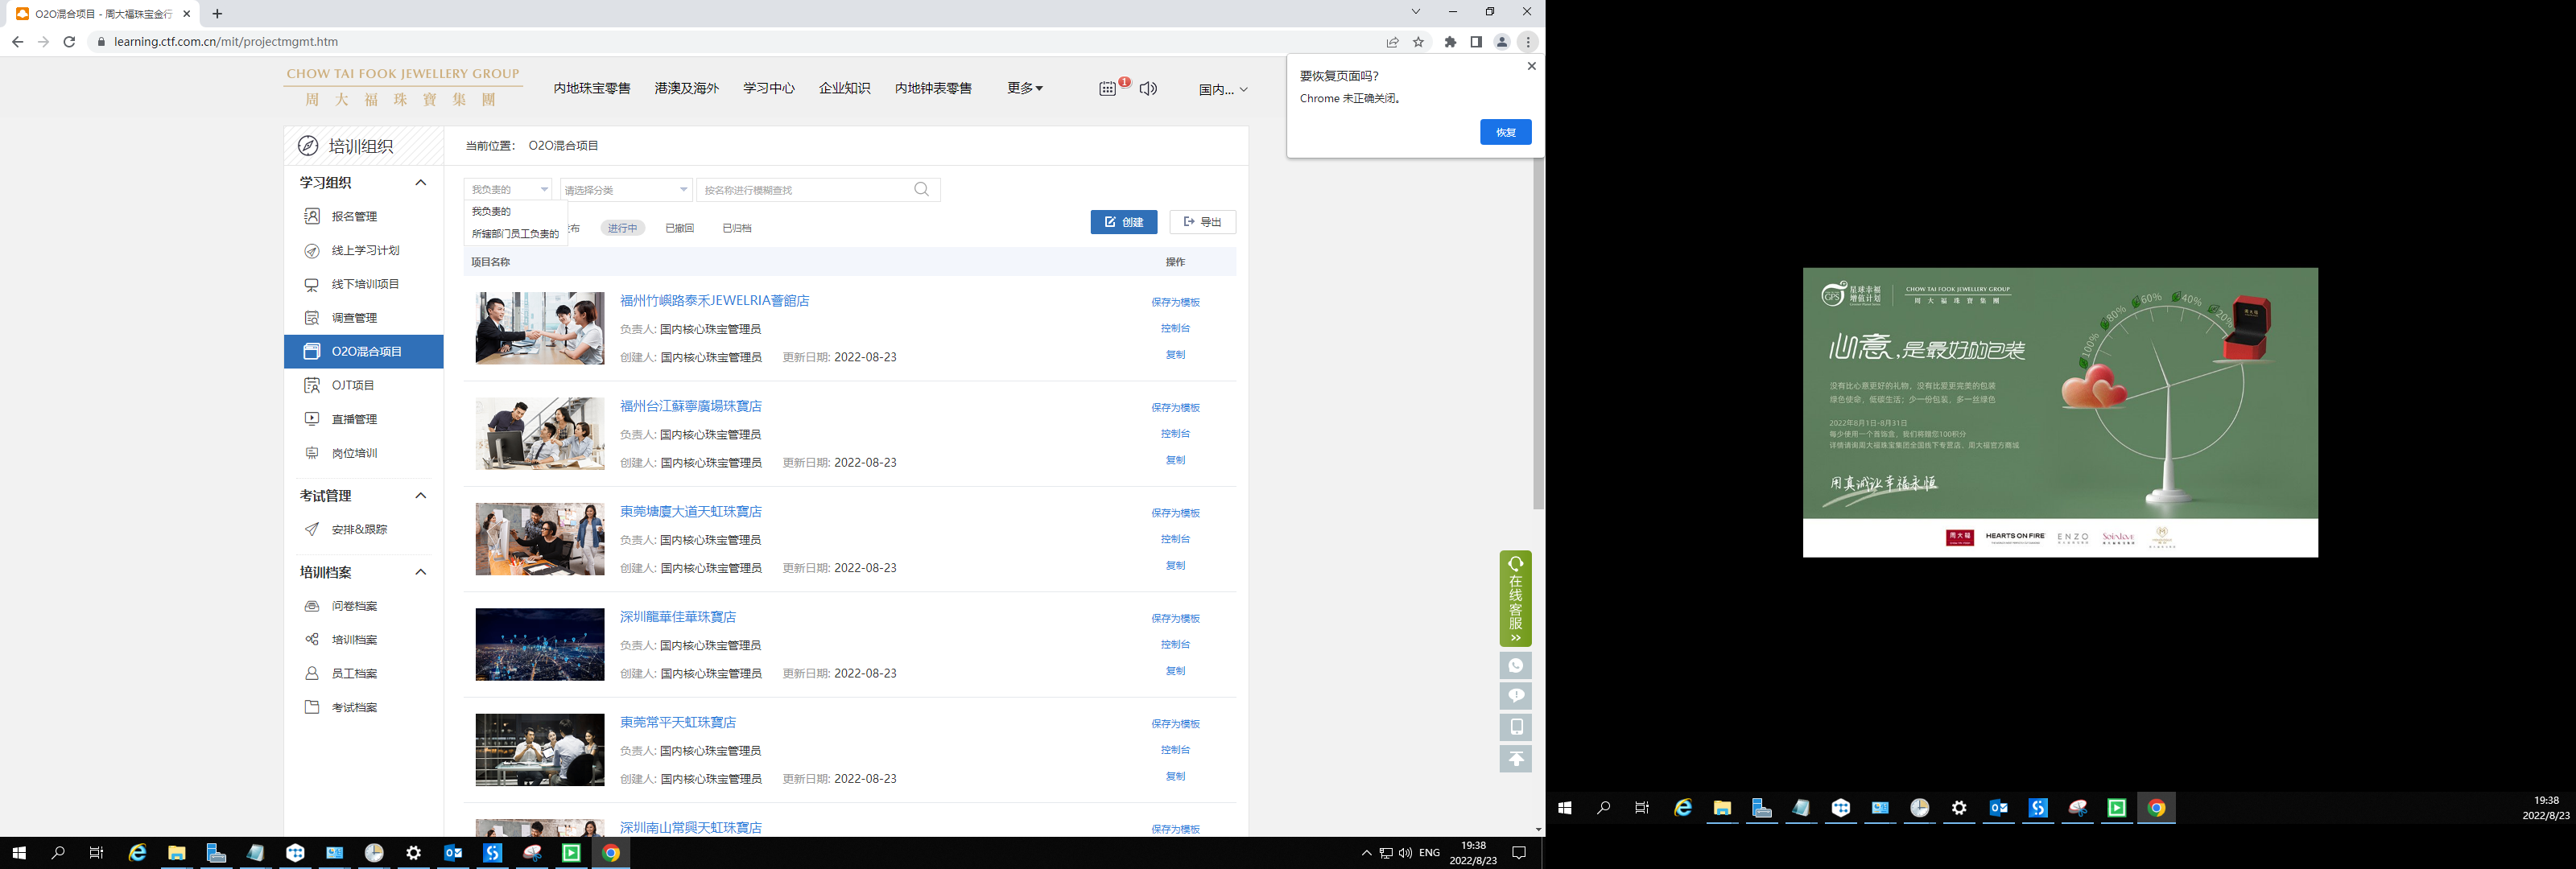 O2O混合项目 - 周大福珠宝金行
learning.ctf.com.cn/mit/projectmgmt.htm
要恢复页面吗?
Chrome 未正确关闭。
恢复
CHOW TAI FOOK JEWELLERY GROUP
周大福珠寶集團
内地珠宝零售 港澳及海外 学习中心 企业知识 内地钟表零售 更多 1 国内...
培训组织
学习组织
报名管理
线上学习计划
线下培训项目
调查管理
O2O混合项目
OJT项目
直播管理
岗位培训
考试管理
安排&跟踪
培训档案
问卷档案
培训档案
员工档案
考试档案
当前位置： O2O混合项目
我负责的 请选择分类 按名称进行模糊查找
我负责的
所辖部门员工负责的
布 进行中 已撤回 已归档
创建 导出
项目名称 操作
福州竹嶼路泰禾JEWELRIA薈館店 保存为模板
负责人: 国内核心珠宝管理员 控制台
创建人: 国内核心珠宝管理员 更新日期: 2022-08-23 复制
福州台江蘇寧廣場珠寶店 保存为模板
负责人: 国内核心珠宝管理员 控制台
创建人: 国内核心珠宝管理员 更新日期: 2022-08-23 复制
東莞塘廈大道天虹珠寶店 保存为模板
负责人: 国内核心珠宝管理员 控制台
创建人: 国内核心珠宝管理员 更新日期: 2022-08-23 复制
深圳龍華佳華珠寶店 保存为模板
负责人: 国内核心珠宝管理员 控制台
创建人: 国内核心珠宝管理员 更新日期: 2022-08-23 复制
東莞常平天虹珠寶店 保存为模板
负责人: 国内核心珠宝管理员 控制台
创建人: 国内核心珠宝管理员 更新日期: 2022-08-23 复制
深圳南山常興天虹珠寶店 保存为模板
在线客服
ENG
19:38
2022/8/23
GPS
星球幸福
增值计划
CHOW TAI FOOK JEWELLERY GROUP
周大福珠寶集團
心意,是最好的包装
没有比心意更好的礼物，没有比爱更完美的包装
绿色使命，低碳生活；少一份包装，多一丝绿色
2022年8月1日-8月31日
每少使用一个首饰盒，我们将赠您100积分
详情请询周大福珠宝集团全国线下专营店、周大福官方商城
用真诚让幸福永恒
100% 80% 60% 40% 20%
周大福
周大福
HEARTS ON FIRE
ENZO
Soinlove
19:38
2022/8/23